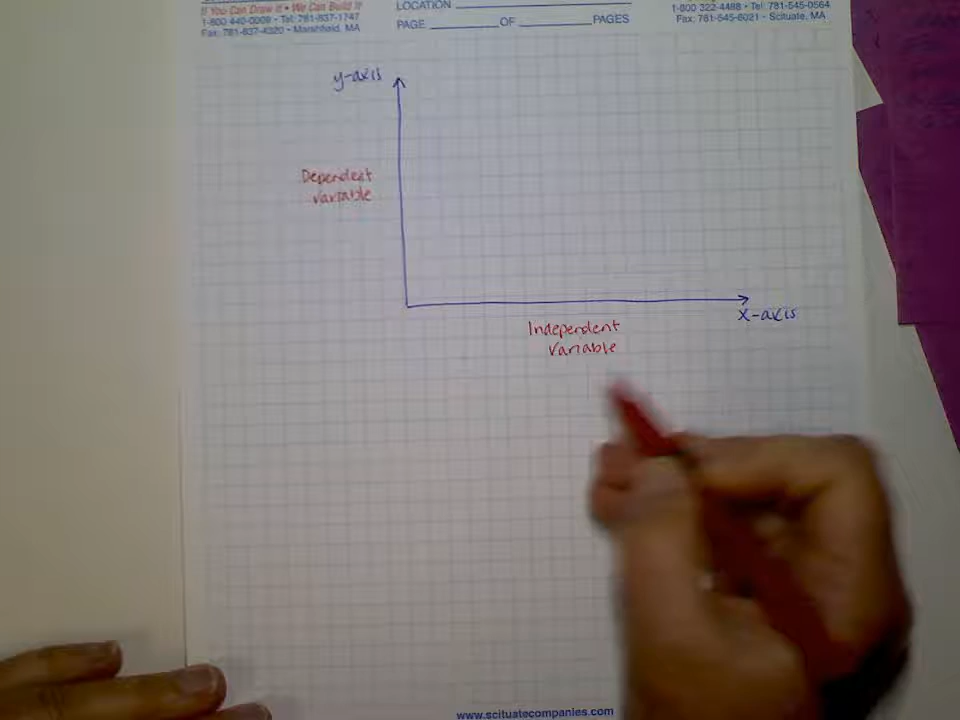 If You Can Draw It • We Can Build It
1-800 440-0009 • Tel: 781-837-1747
Fax: 781-837-4320 • Marshfield, MA
LOCATION
PAGE OF PAGES
1-800 322-4488 • Tel: 781-545-0564
Fax: 781-545-6021 • Scituate, MA
y-axis
Dependent
Variable
x-axis
Independent
Variable
www.scituatecompanies.com